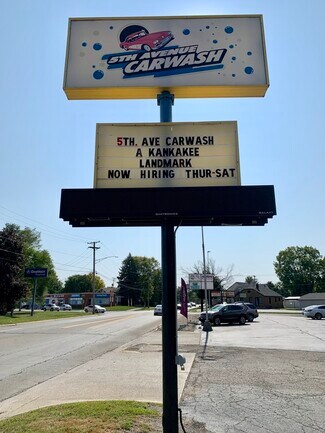 5TH AVENUE
CARWASH
5TH. AVE CARWASH
A KANKAKEE
LANDMARK
NOW HIRING THUR-SAT